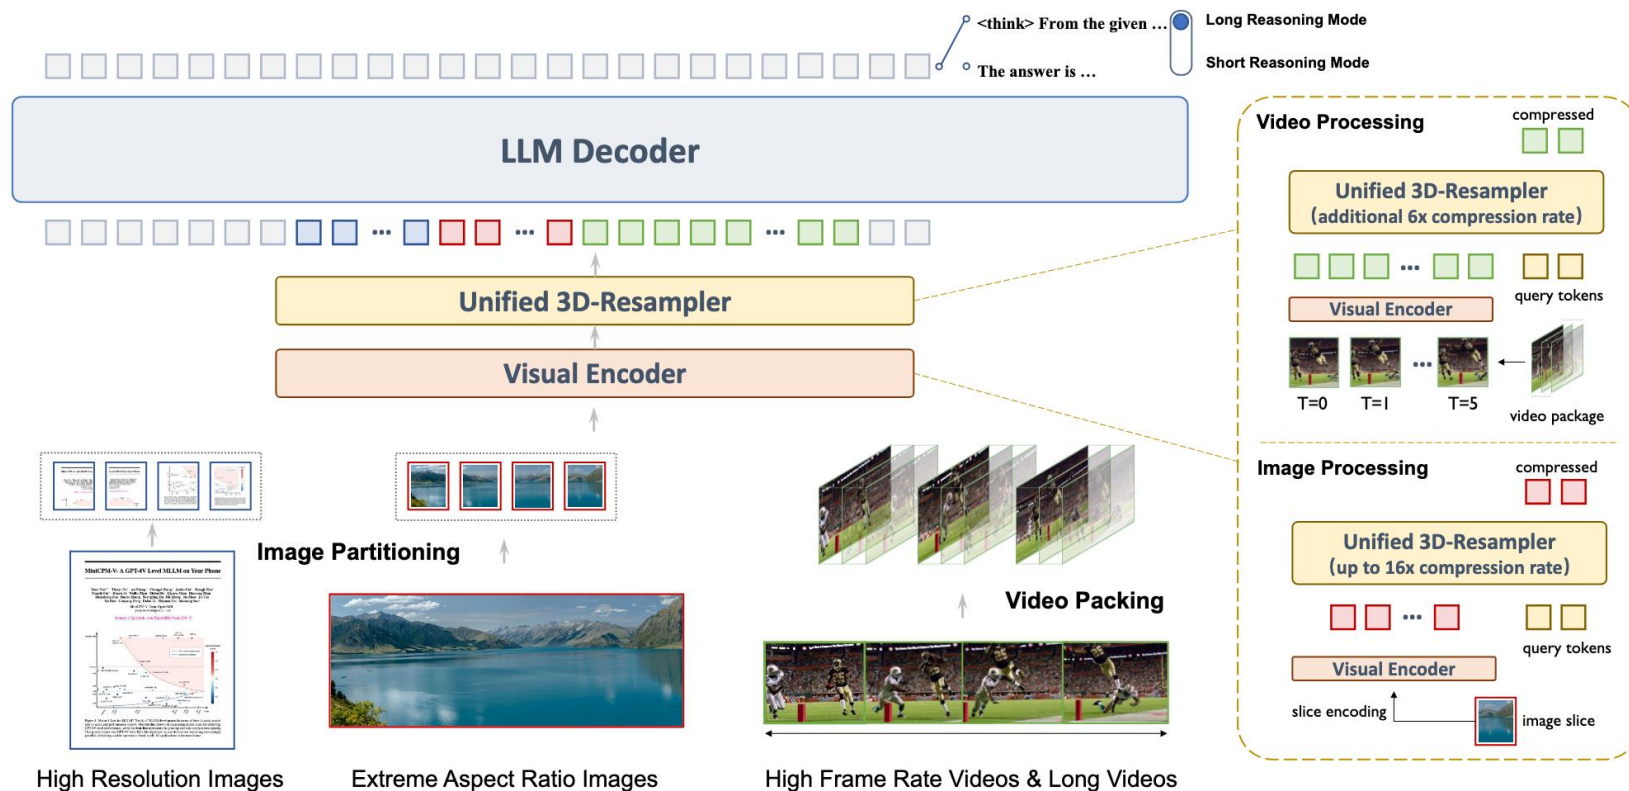 <think> From the given ...
Long Reasoning Mode
The answer is ...
Short Reasoning Mode
LLM Decoder
Unified 3D-Resampler
Visual Encoder
Image Partitioning
MiniCPM-V: A GPT-4V Level MLLM on Your Phone
High Resolution Images
Extreme Aspect Ratio Images
Video Packing
High Frame Rate Videos & Long Videos
Video Processing
compressed
Unified 3D-Resampler
(additional 6x compression rate)
query tokens
Visual Encoder
T=0
T=1
T=5
video package
Image Processing
compressed
Unified 3D-Resampler
(up to 16x compression rate)
query tokens
Visual Encoder
slice encoding
image slice